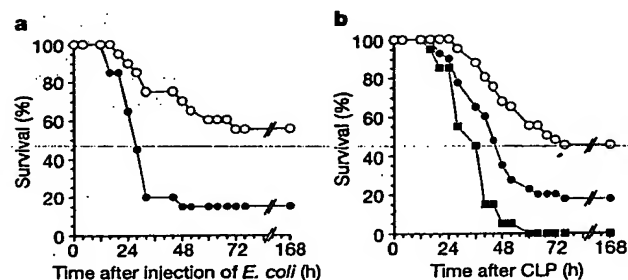 a
b
100
80
60
40
20
0
Survival (%)
0 24 48 72 168
Time after injection of E. coli (h)
100
80
60
40
20
0
Survival (%)
0 24 48 72 168
Time after CLP (h)